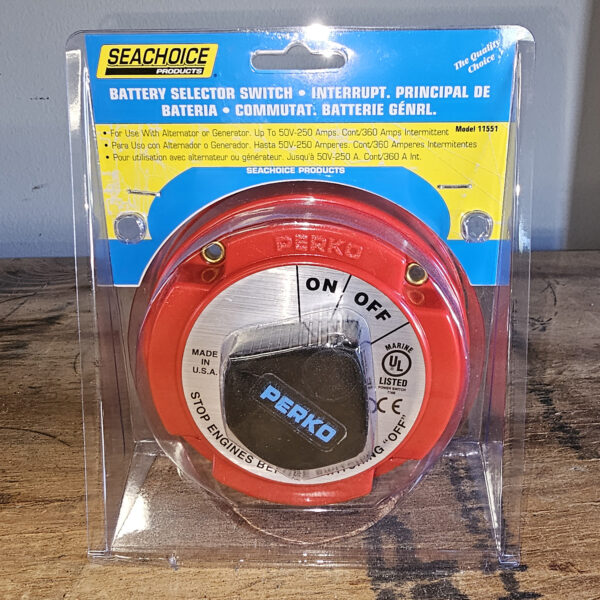 SEACHOICE
PRODUCTS
The Quality
Choice
BATTERY SELECTOR SWITCH • INTERRUPT. PRINCIPAL DE
BATERIA • COMMUTAT. BATTERIE GÉNRL.
• For Use With Alternator or Generator. Up To 50V-250 Amps. Cont/360 Amps Intermittent
Model 11551
• Para Uso con Alternador o Generador. Hasta 50V-250 Amperes. Cont/360 Amperes Intermitentes
• Pour utilisation avec alternateur ou générateur. Jusqu'à 50V-250 A. Cont/360 A Int.
SEACHOICE PRODUCTS
PERKO
ON OFF
MADE
IN
U.S.A.
MARINE
UL
LISTED
POWER SWITCH
CE
PERKO
STOP ENGINES SWITCHING "OFF"